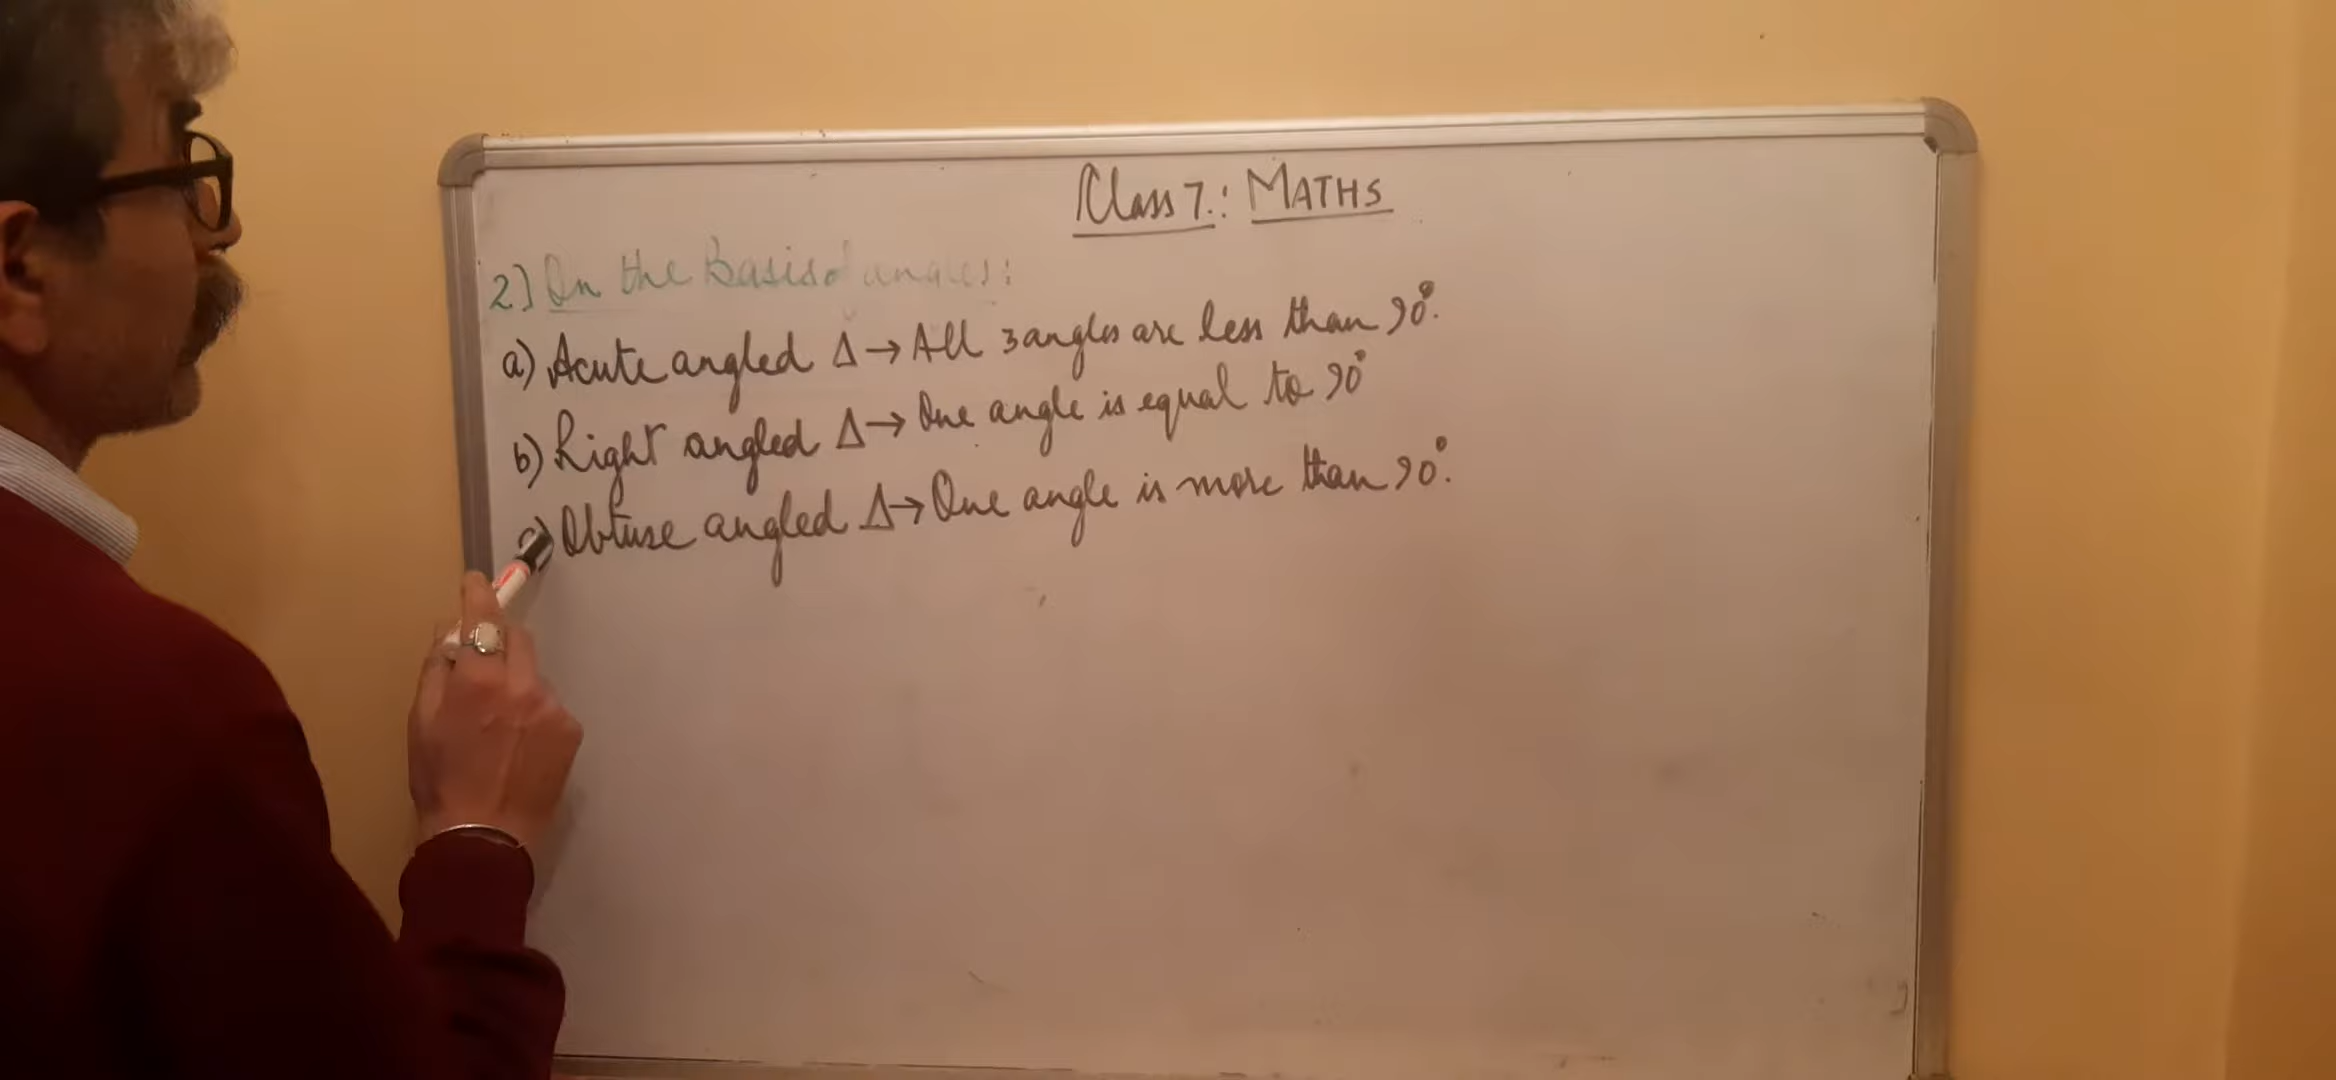 Class 7.: MATHS
2) On the basis of angles:
a) Acute angled Δ → All 3 angles are less than 90°.
b) Right angled Δ → One angle is equal to 90°
c) Obtuse angled Δ → One angle is more than 90°.